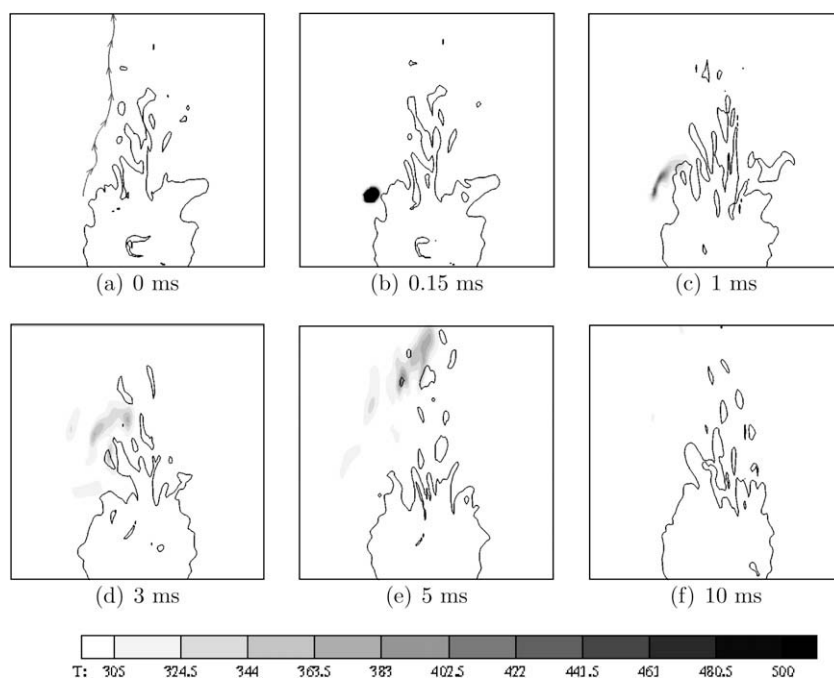 (a) 0 ms
(b) 0.15 ms
(c) 1 ms
(d) 3 ms
(e) 5 ms
(f) 10 ms
T: 305 324.5 344 363.5 383 402.5 422 441.5 461 480.5 500